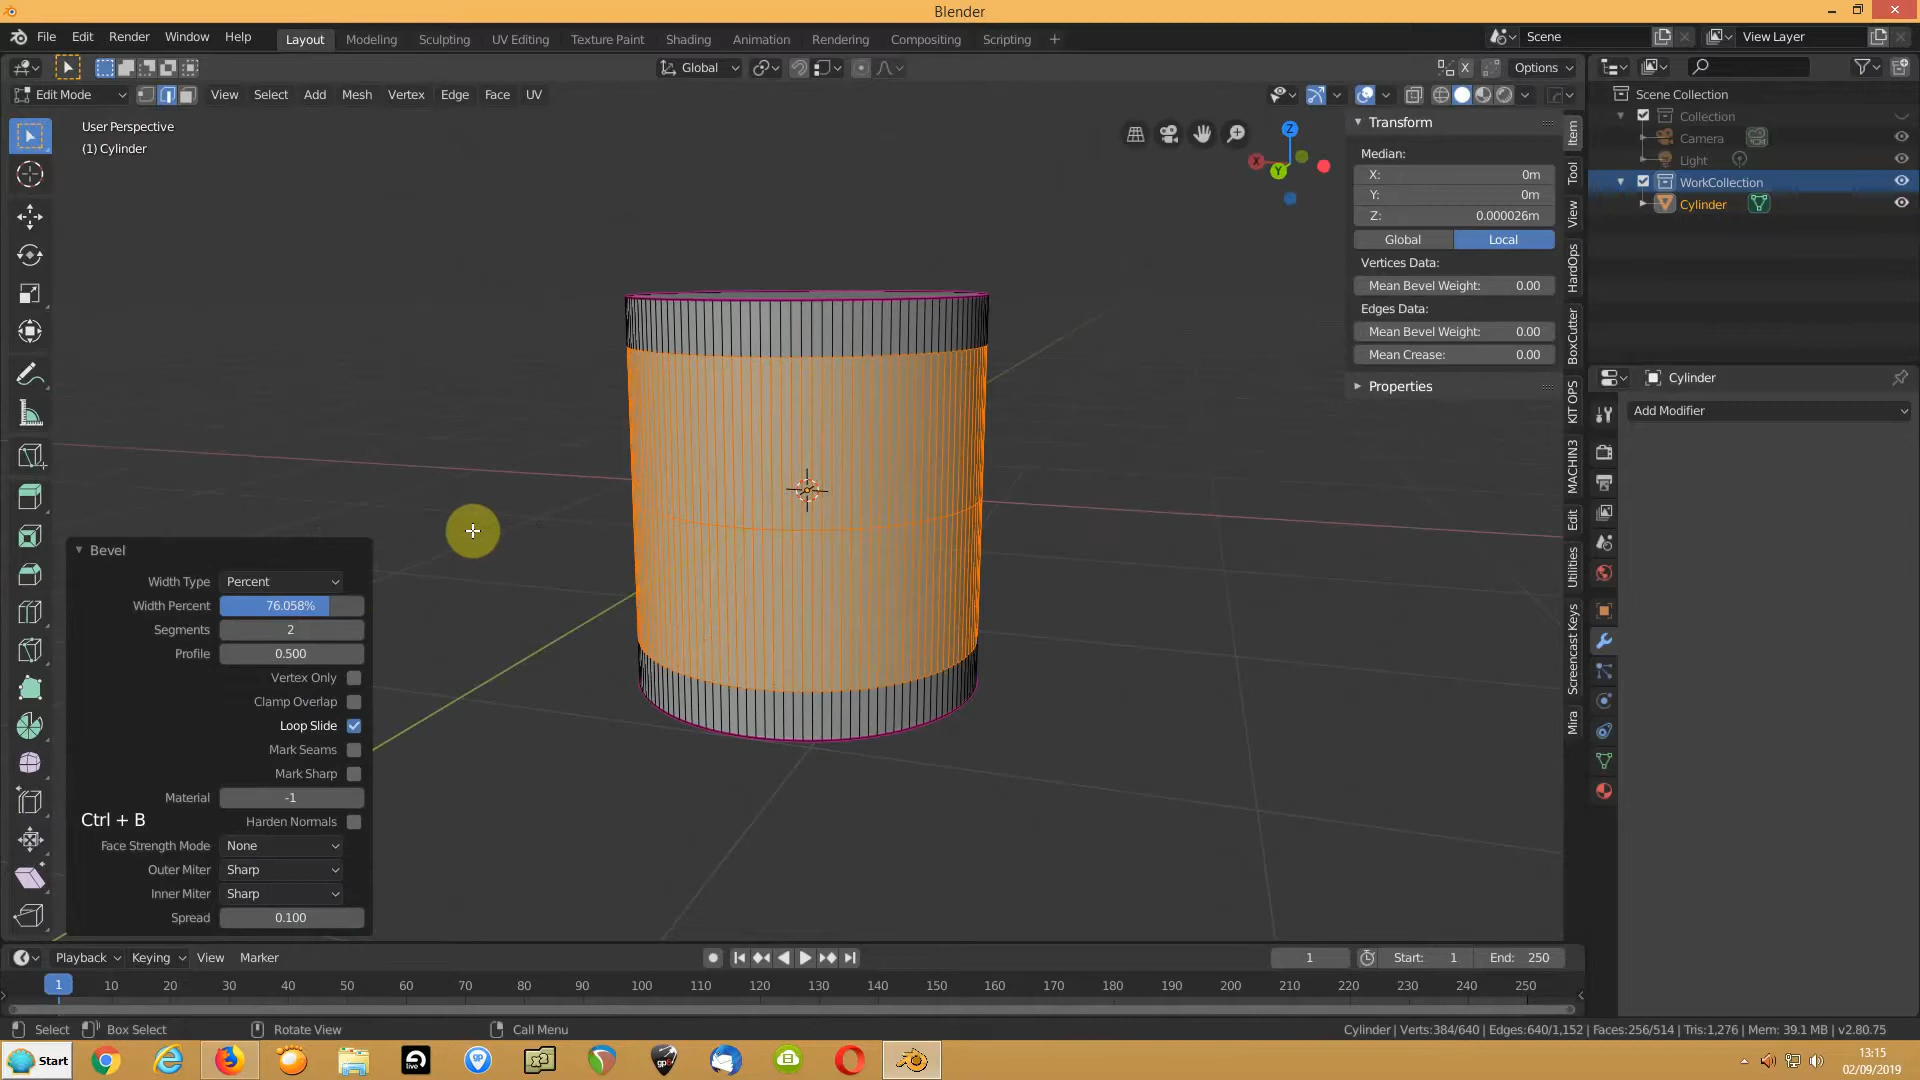 Blender
File Edit Render Window Help Layout Modeling Sculpting UV Editing Texture Paint Shading Animation Rendering Compositing Scripting + Scene View Layer
Global X Options
Edit Mode View Select Add Mesh Vertex Edge Face UV
User Perspective
(1) Cylinder
Z
X
Y
Transform
Median:
X: 0m
Y: 0m
Z: 0.000026m
Global Local
Vertices Data:
Mean Bevel Weight: 0.00
Edges Data:
Mean Bevel Weight: 0.00
Mean Crease: 0.00
Properties
Item
Tool
View
HardOps
BoxCutter
KIT OPS
MACHIN3
Edit
Utilities
Screencast Keys
Mira
Scene Collection
Collection
Camera
Light
WorkCollection
Cylinder
Cylinder
Add Modifier
Bevel
Width Type Percent
Width Percent 76.058%
Segments 2
Profile 0.500
Vertex Only
Clamp Overlap
Loop Slide
Mark Seams
Mark Sharp
Material -1
Ctrl + B
Harden Normals
Face Strength Mode None
Outer Miter Sharp
Inner Miter Sharp
Spread 0.100
Playback Keying View Marker 1 Start: 1 End: 250
1 10 20 30 40 50 60 70 80 90 100 110 120 130 140 150 160 170 180 190 200 210 220 230 240 250
Select Box Select Rotate View Call Menu Cylinder | Verts:384/640 | Edges:640/1,152 | Faces:256/514 | Tris:1,276 | Mem: 39.1 MB | v2.80.75
Start live gp gp6 13:15
02/09/2019